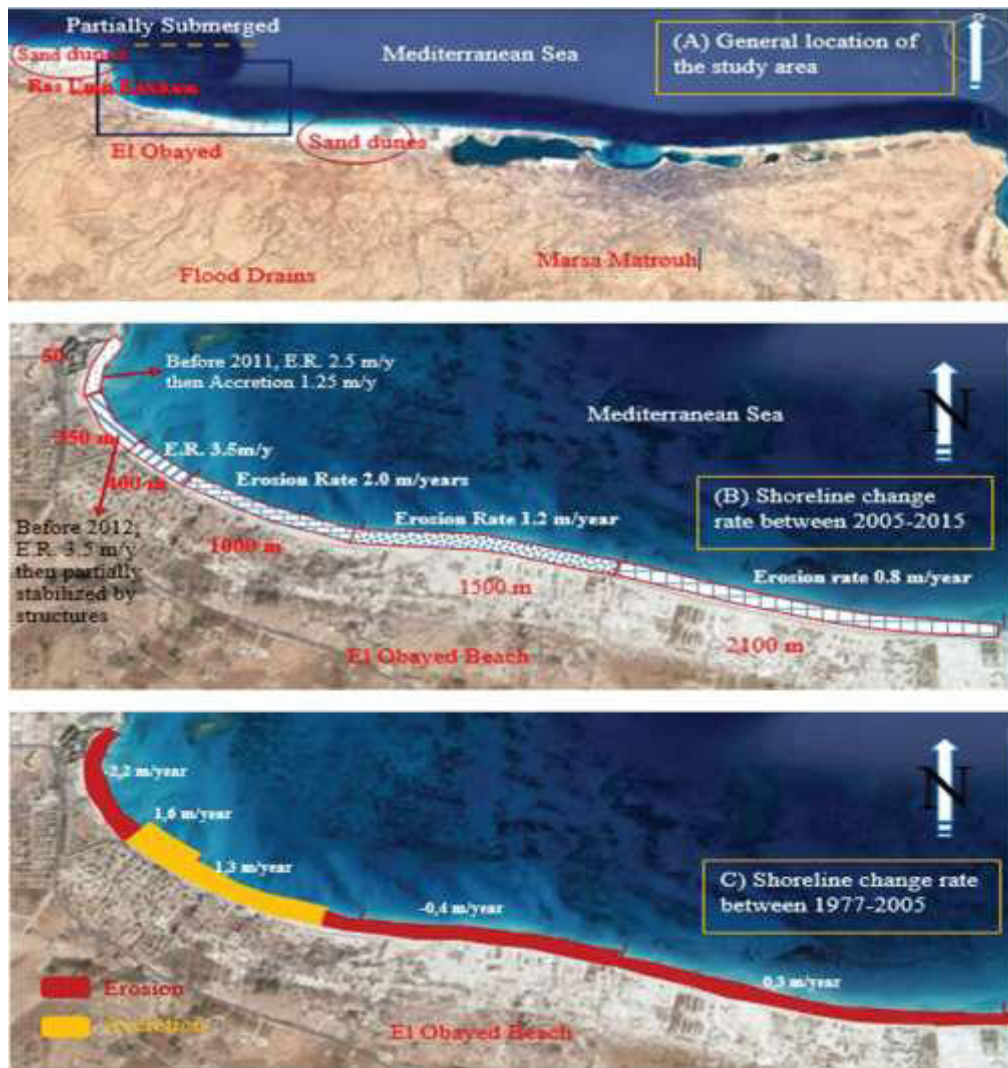 Partially Submerged
Sand dunes
Ras
Mediterranean Sea
(A) General location of
the study area
El Obayed
Sand dunes
Flood Drains
Marsa Matrouh
50
Before 2011, E.R. 2.5 m/y
then Accretion 1.25 m/y
Mediterranean Sea
N
350 m
E.R. 3.5m/y
400 m
Erosion Rate 2.0 m/years
(B) Shoreline change
rate between 2005-2015
Before 2012,
E.R. 3.5 m/y
then partially
stabilized by
structures
1000 m
Erosion Rate 1.2 m/year
1500 m
Erosion rate 0.8 m/year
2100 m
El Obayed Beach
-2,2 m/year
N
1,6 m/year
1,3 m/year
C) Shoreline change rate
between 1977-2005
-0,4 m/year
0,3 m/year
Erosion
Accretion
El Obayed Beach